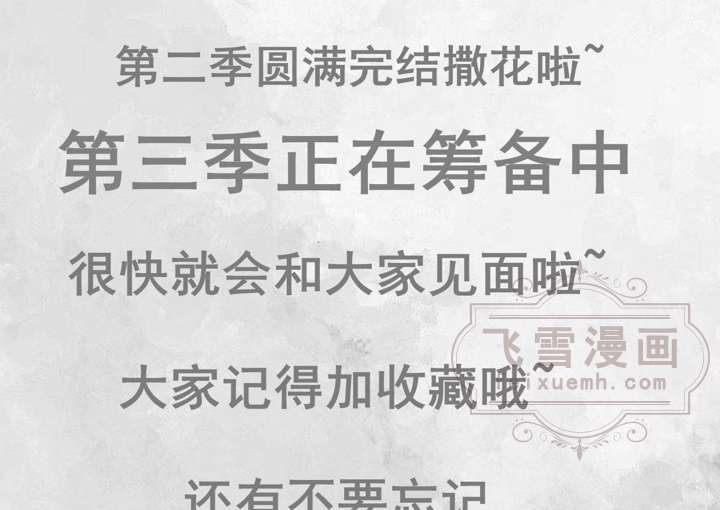 第二季圆满完结撒花啦~
第三季正在筹备中
很快就会和大家见面啦~
飞雪漫画
大家记得加收藏哦~
ixuemh.com
还有不要忘记